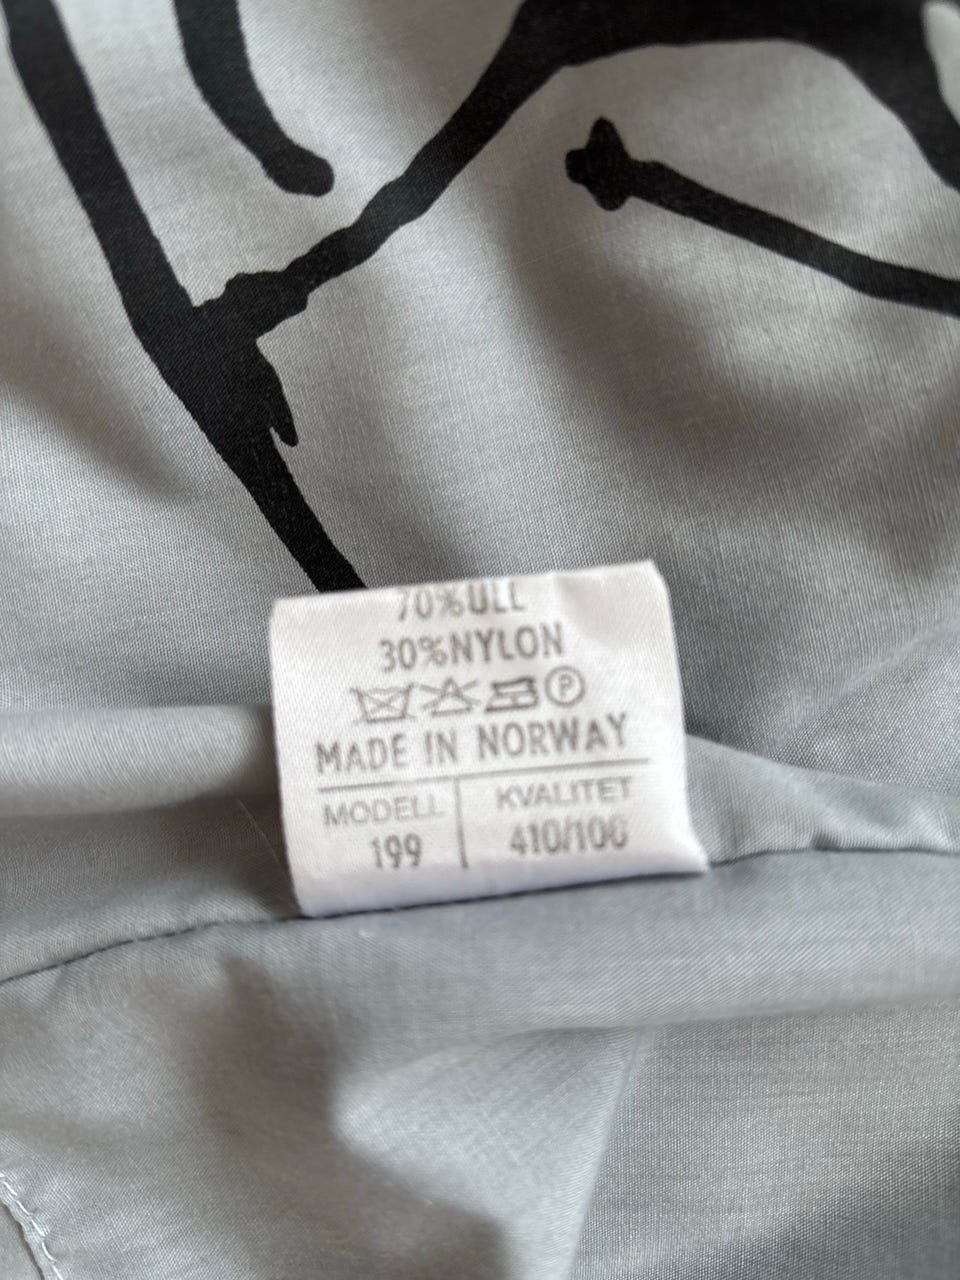 70%ULL
30%NYLON
P
MADE IN NORWAY
MODELL KVALITET
199 410/100